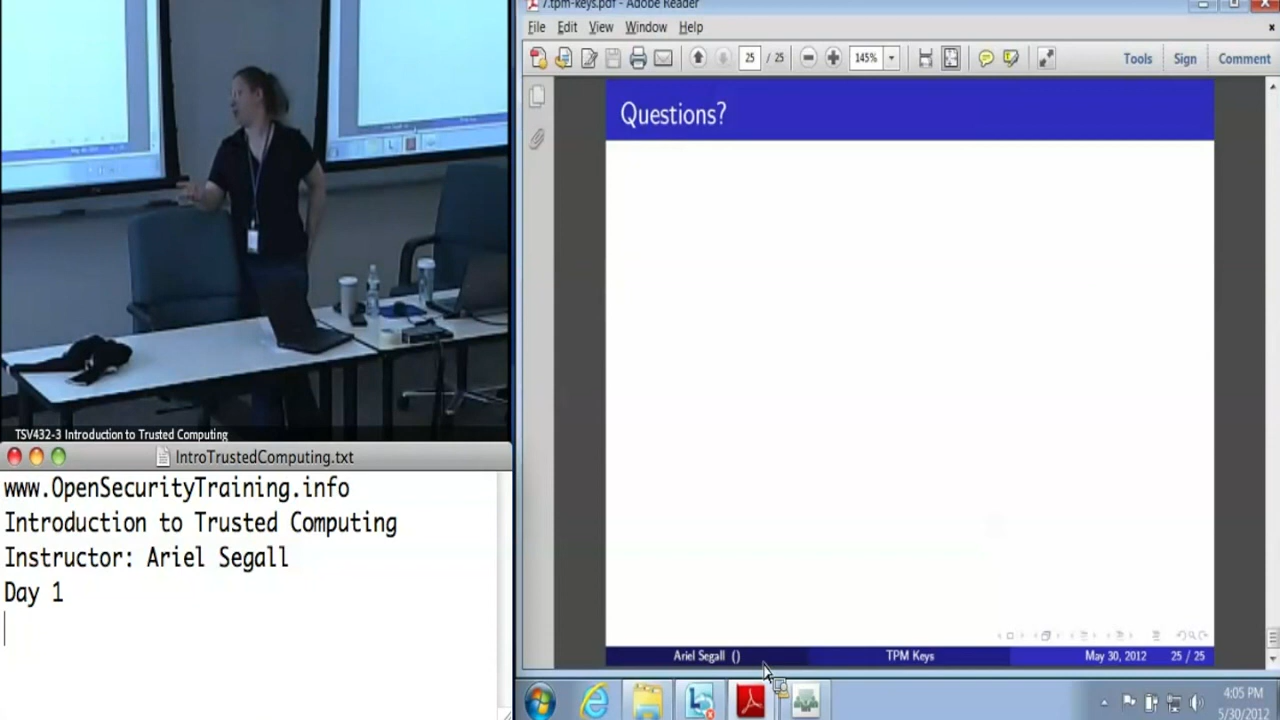 7.tpm-keys.pdf - Adobe Reader
File Edit View Window Help
25 / 25 145% Tools Sign Comment
Questions?
TSV432-3 Introduction to Trusted Computing
IntroTrustedComputing.txt
www.OpenSecurityTraining.info
Introduction to Trusted Computing
Instructor: Ariel Segall
Day 1
Ariel Segall () TPM Keys May 30, 2012 25 / 25
4:05 PM
5/30/2012